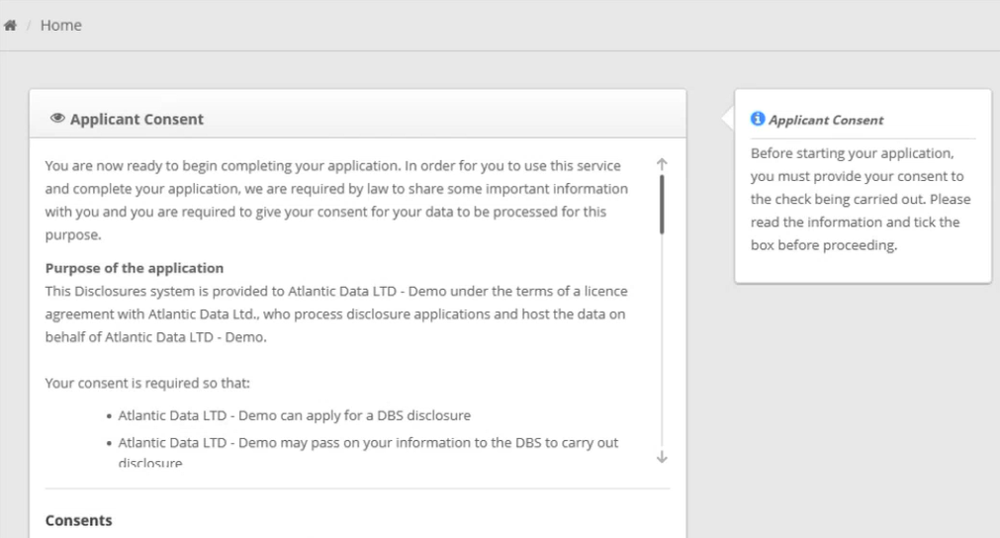 / Home
Applicant Consent
You are now ready to begin completing your application. In order for you to use this service
and complete your application, we are required by law to share some important information
with you and you are required to give your consent for your data to be processed for this
purpose.
Purpose of the application
This Disclosures system is provided to Atlantic Data LTD - Demo under the terms of a licence
agreement with Atlantic Data Ltd., who process disclosure applications and host the data on
behalf of Atlantic Data LTD - Demo.
Your consent is required so that:
• Atlantic Data LTD - Demo can apply for a DBS disclosure
• Atlantic Data LTD - Demo may pass on your information to the DBS to carry out
disclosure
Consents
Applicant Consent
Before starting your application,
you must provide your consent to
the check being carried out. Please
read the information and tick the
box before proceeding.